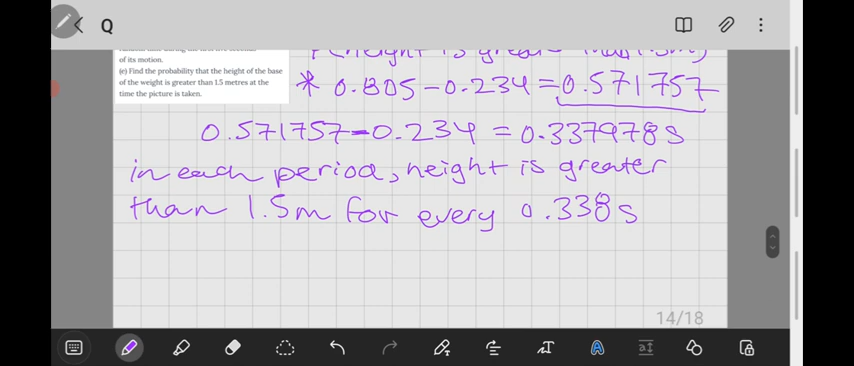 Q
of its motion.
(e) Find the probability that the height of the base
of the weight is greater than 1.5 metres at the
time the picture is taken.
* 0.805-0.234=0.571757
0.571757-0.234 = 0.337978s
in each period, height is greater
than 1.5m for every 0.338s
14/18